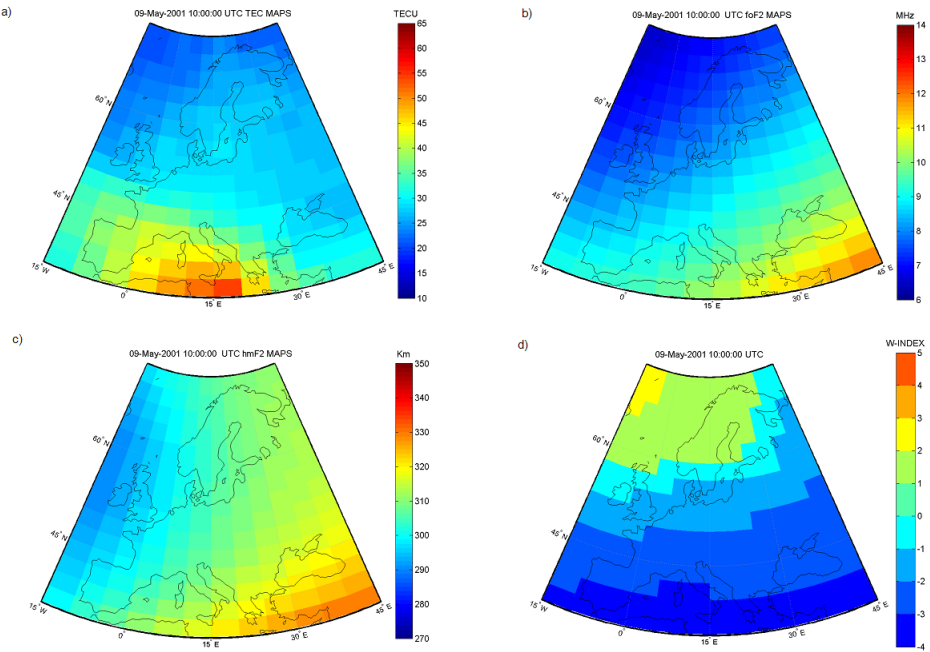 a)
09-May-2001 10:00:00 UTC TEC MAPS
TECU
65
60
55
50
45
40
35
30
25
20
15
10
60° N
45° N
15° W
0°
15° E
30° E
45° E
b)
09-May-2001 10:00:00 UTC foF2 MAPS
MHz
14
13
12
11
10
9
8
7
6
60° N
45° N
15° W
0°
15° E
30° E
45° E
c)
09-May-2001 10:00:00 UTC hmF2 MAPS
Km
350
340
330
320
310
300
290
280
270
60° N
45° N
15° W
0°
15° E
30° E
45° E
d)
09-May-2001 10:00:00 UTC
W-INDEX
5
4
3
2
1
0
-1
-2
-3
-4
60° N
45° N
15° W
0°
15° E
30° E
45° E